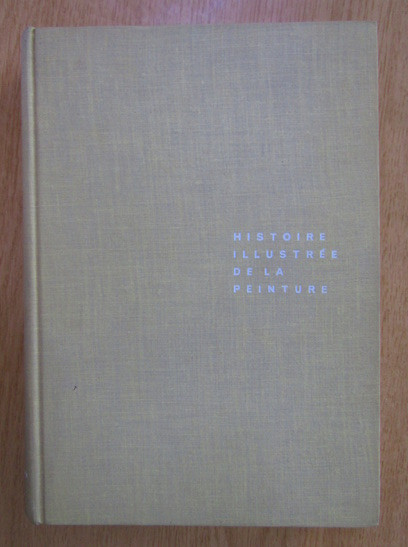 HISTOIRE
ILLUSTRÉE
DE LA
PEINTURE